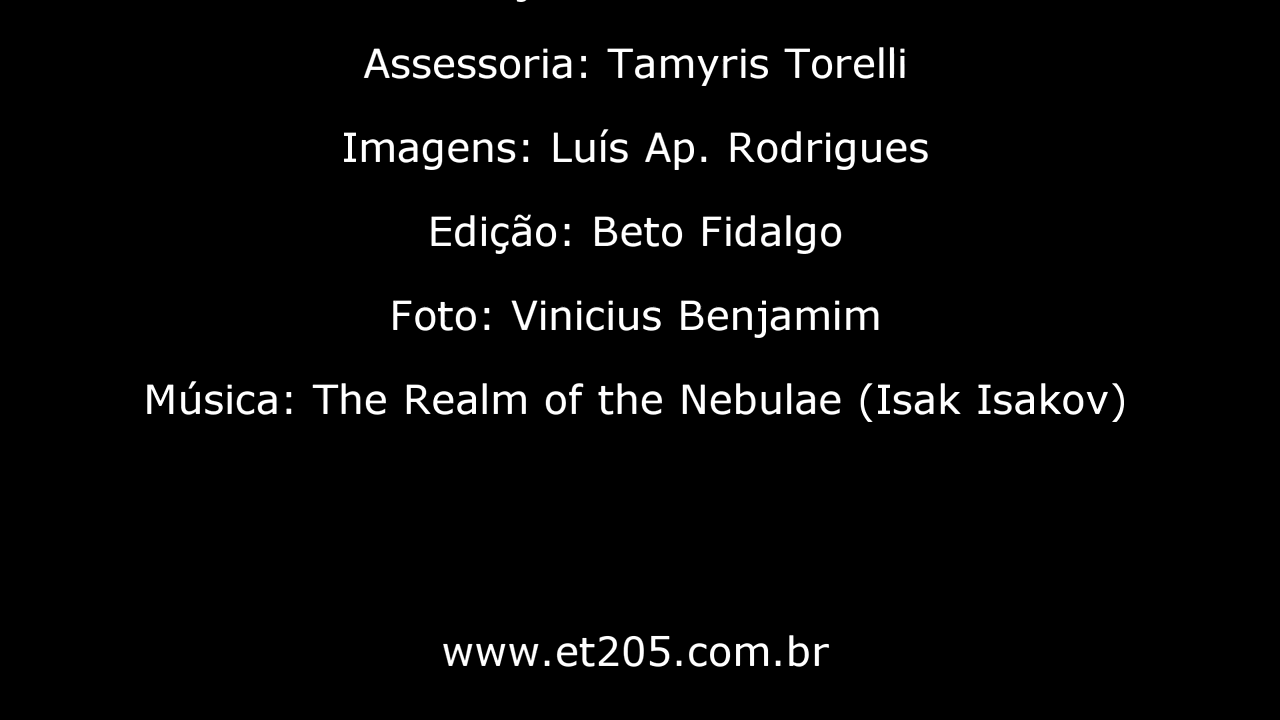 Assessoria: Tamyris Torelli
Imagens: Luís Ap. Rodrigues
Edição: Beto Fidalgo
Foto: Vinicius Benjamim
Música: The Realm of the Nebulae (Isak Isakov)
www.et205.com.br